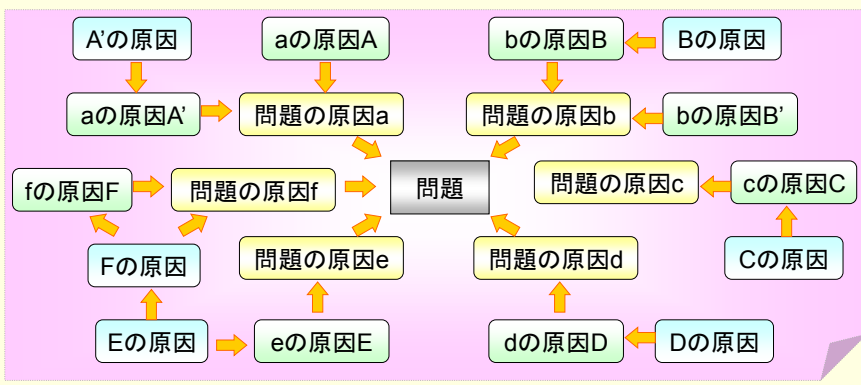 A’の原因
aの原因A
bの原因B
Bの原因
aの原因A’
問題の原因a
問題の原因b
bの原因B’
fの原因F
問題の原因f
問題
問題の原因c
cの原因C
Fの原因
問題の原因e
問題の原因d
Cの原因
Eの原因
eの原因E
dの原因D
Dの原因